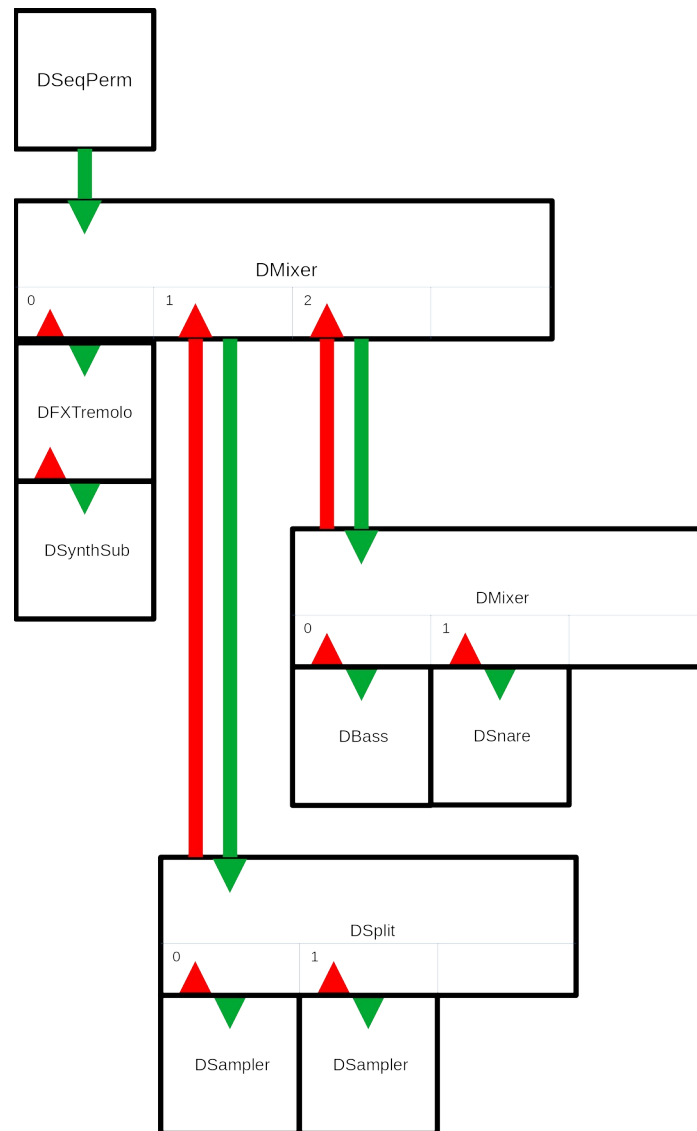 DSeqPerm
DMixer
0
1
2
DFXTremolo
DSynthSub
DMixer
0
1
DBass
DSnare
DSplit
0
1
DSampler
DSampler